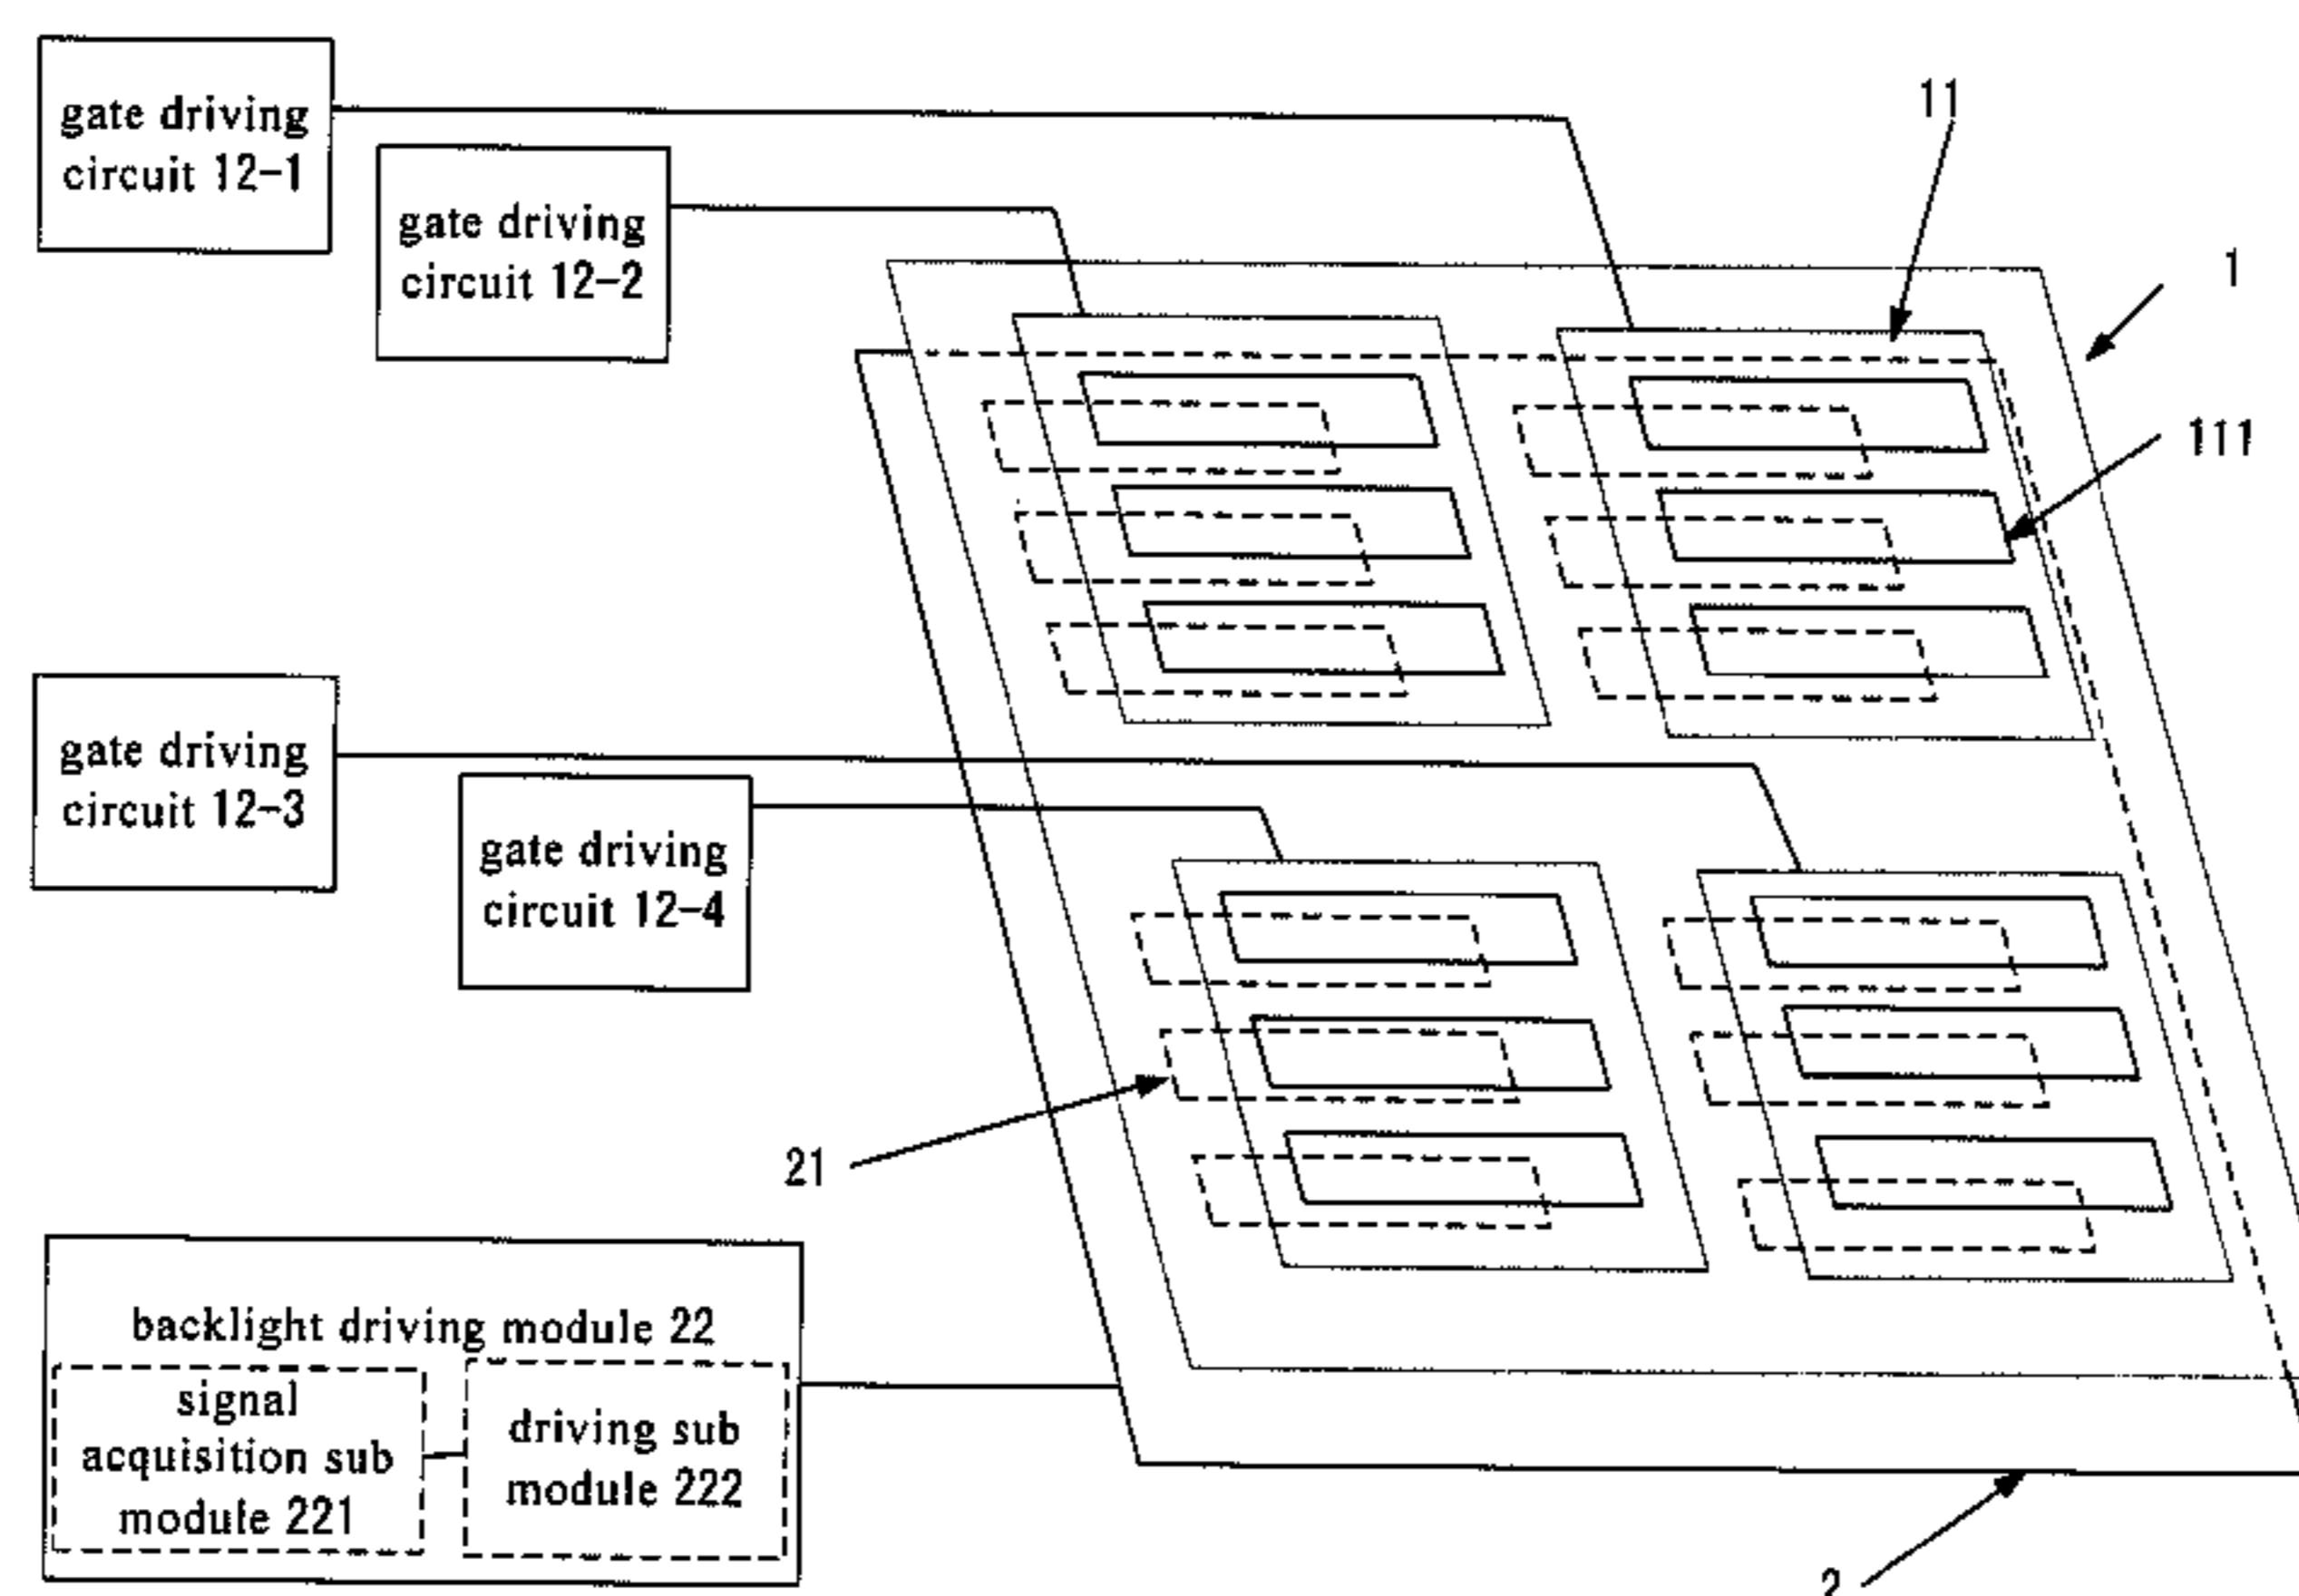 gate driving
circuit 12-1
gate driving
circuit 12-2
11
1
111
gate driving
circuit 12-3
gate driving
circuit 12-4
21
backlight driving module 22
signal
acquisition sub
module 221
driving sub
module 222
2